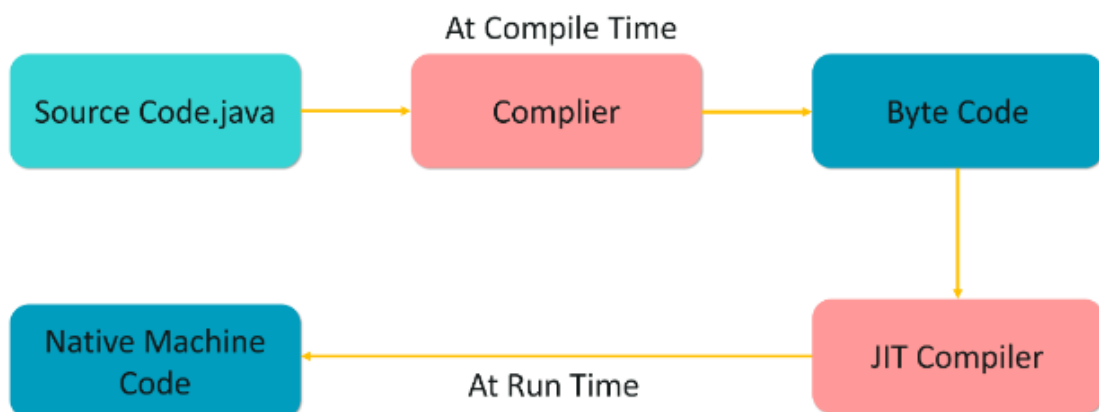 At Compile Time
Source Code.java
Complier
Byte Code
Native Machine
Code
At Run Time
JIT Compiler